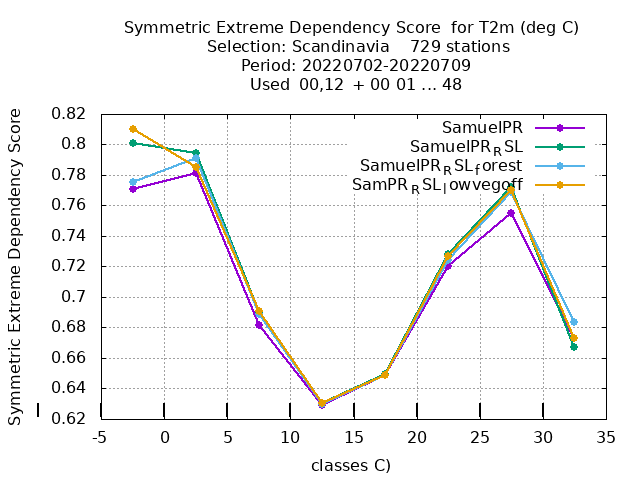 Symmetric Extreme Dependency Score  for T2m (deg C)
Selection: Scandinavia    729 stations
Period: 20220702-20220709
Used  00,12  + 00 01 ... 48
Symmetric Extreme Dependency Score
0.82
0.8
0.78
0.76
0.74
0.72
0.7
0.68
0.66
0.64
0.62
SamuelPR
SamuelPR_RSL
SamuelPR_RSL_forest
SamPR_RSL_lowvegoff
-5 0 5 10 15 20 25 30 35
classes C)